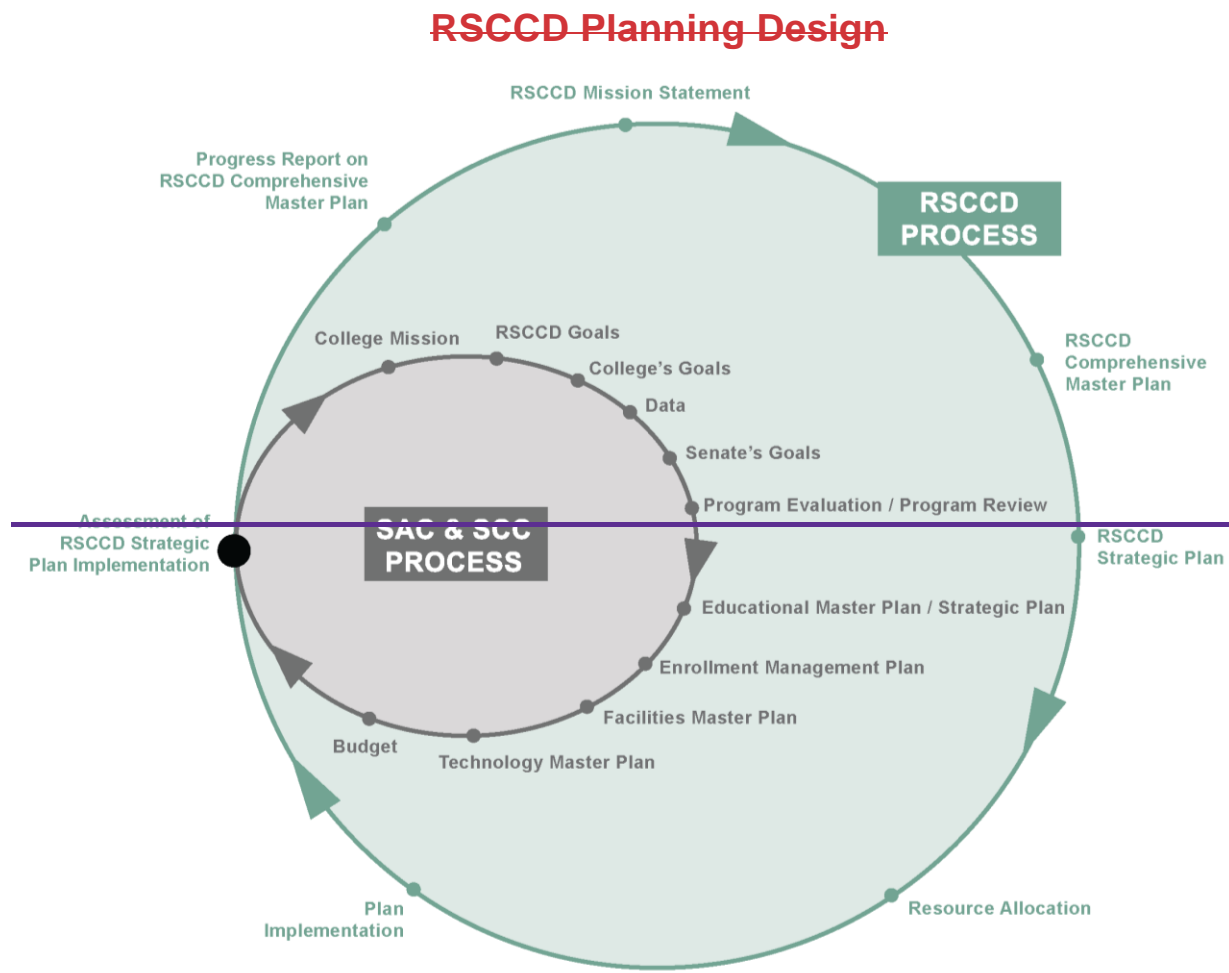 RSCCD Planning Design
RSCCD Mission Statement
Progress Report on
RSCCD Comprehensive
Master Plan
RSCCD
PROCESS
College Mission
RSCCD Goals
RSCCD
Comprehensive
Master Plan
College's Goals
Data
Senate's Goals
Program Evaluation / Program Review
Assessment of
RSCCD Strategic
Plan Implementation
SAC & SCC
PROCESS
RSCCD
Strategic Plan
Educational Master Plan / Strategic Plan
Enrollment Management Plan
Facilities Master Plan
Budget
Technology Master Plan
Plan
Implementation
Resource Allocation